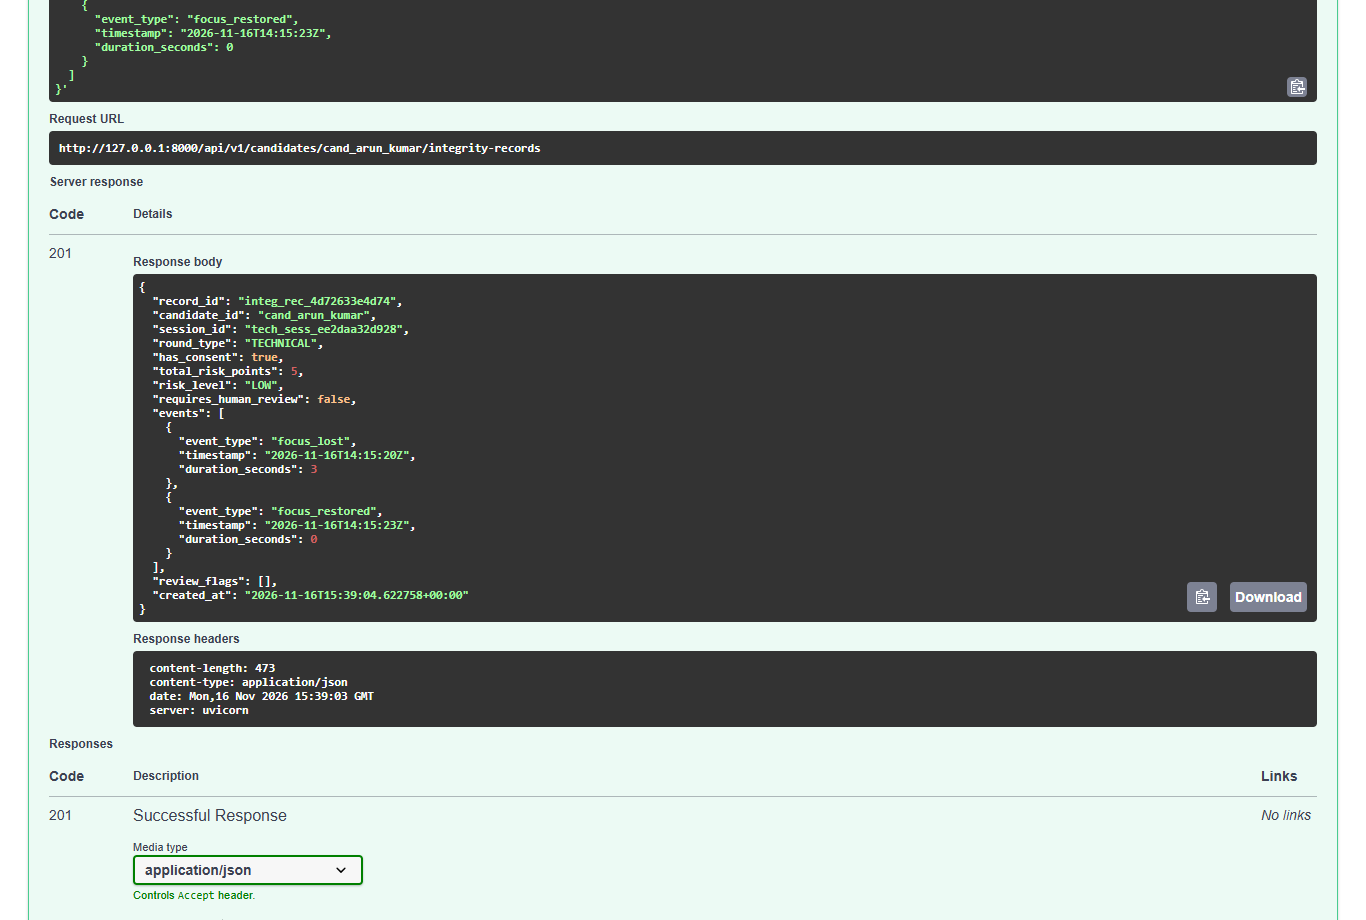 {
"event_type": "focus_restored",
"timestamp": "2026-11-16T14:15:23Z",
"duration_seconds": 0
}
]
}'
Request URL
http://127.0.0.1:8000/api/v1/candidates/cand_arun_kumar/integrity-records
Server response
Code Details
201
Response body
{
"record_id": "integ_rec_4d72633e4d74",
"candidate_id": "cand_arun_kumar",
"session_id": "tech_sess_ee2daa32d928",
"round_type": "TECHNICAL",
"has_consent": true,
"total_risk_points": 5,
"risk_level": "LOW",
"requires_human_review": false,
"events": [
{
"event_type": "focus_lost",
"timestamp": "2026-11-16T14:15:20Z",
"duration_seconds": 3
},
{
"event_type": "focus_restored",
"timestamp": "2026-11-16T14:15:23Z",
"duration_seconds": 0
}
],
"review_flags": [],
"created_at": "2026-11-16T15:39:04.622758+00:00"
}
Download
Response headers
content-length: 473
content-type: application/json
date: Mon,16 Nov 2026 15:39:03 GMT
server: uvicorn
Responses
Code Description Links
201 Successful Response No links
Media type
application/json
Controls Accept header.